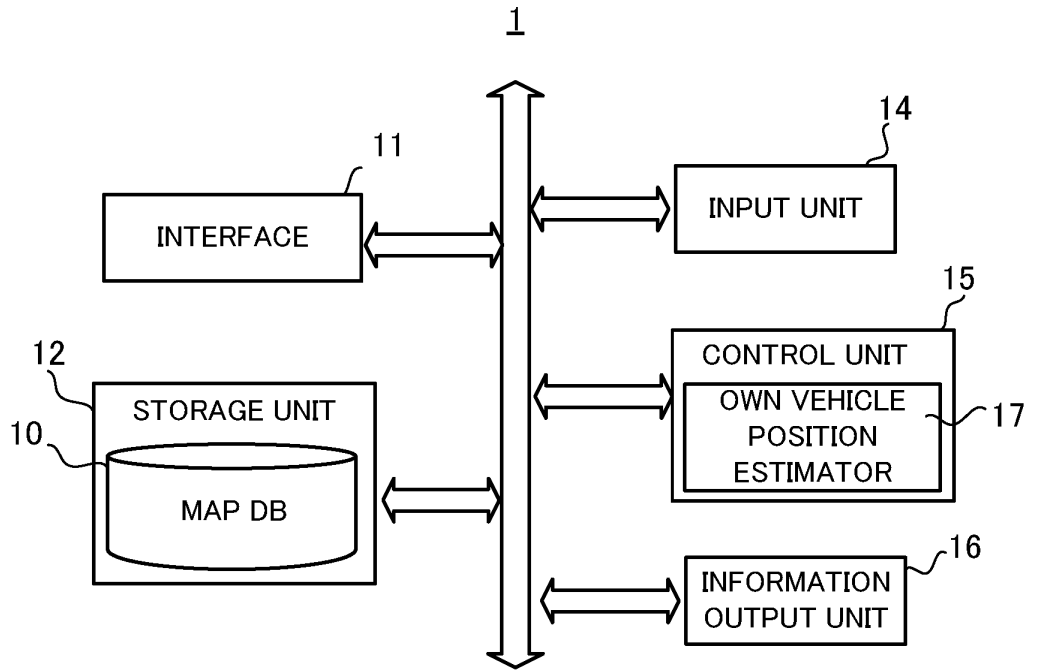 1
11
INTERFACE
14
INPUT UNIT
12
STORAGE UNIT
10
MAP DB
15
CONTROL UNIT
OWN VEHICLE
POSITION
ESTIMATOR
17
16
INFORMATION
OUTPUT UNIT